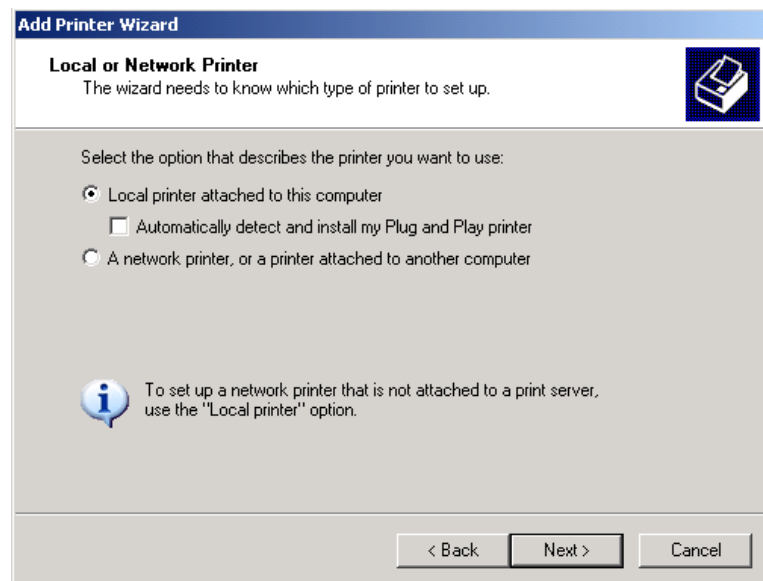 Add Printer Wizard
Local or Network Printer
The wizard needs to know which type of printer to set up.
Select the option that describes the printer you want to use:
Local printer attached to this computer
Automatically detect and install my Plug and Play printer
A network printer, or a printer attached to another computer
To set up a network printer that is not attached to a print server,
use the "Local printer" option.
< Back
Next >
Cancel